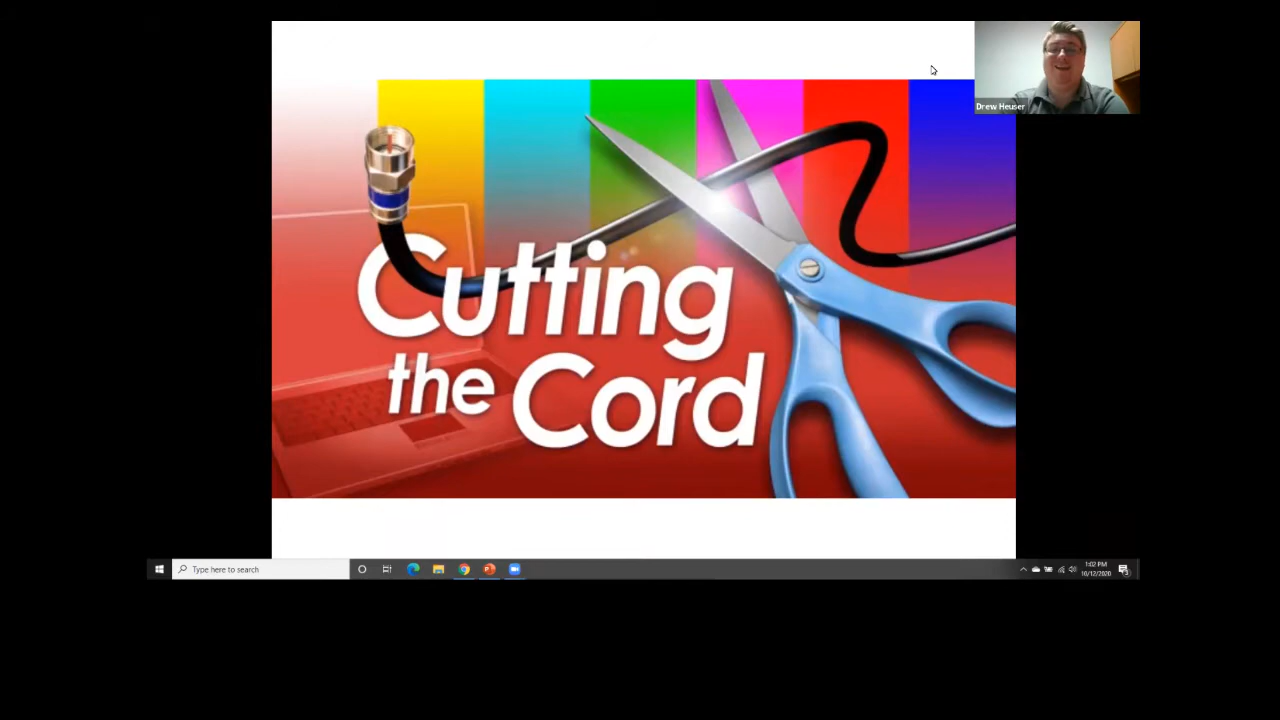 Drew Heuser
Cutting
the Cord
Type here to search
1:02 PM
10/12/2020